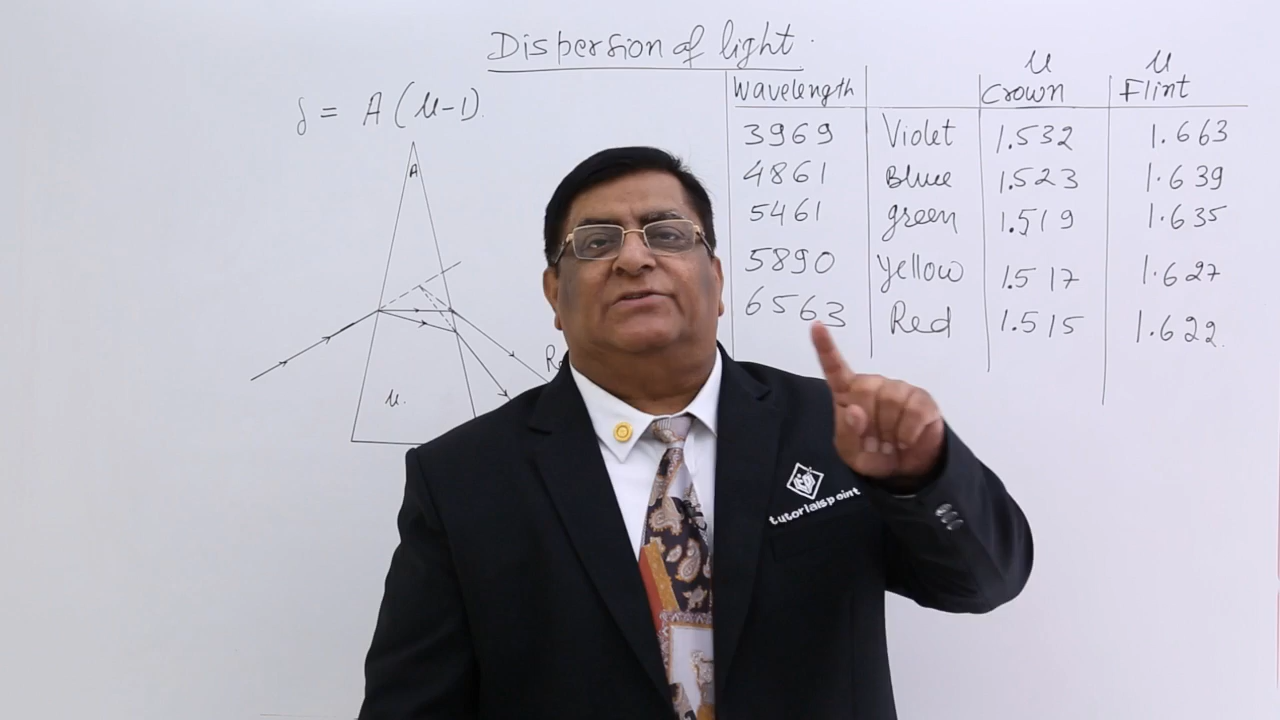 Dispersion of light.
δ = A (μ-1).
A
μ.
μ μ
Wavelength Crown Flint
3969 Violet 1.532 1.663
4861 Bluee 1.523 1.639
5461 green 1.519 1.635
5890 yellow 1.517 1.627
6563 Red 1.515 1.622.
tutorialspoint